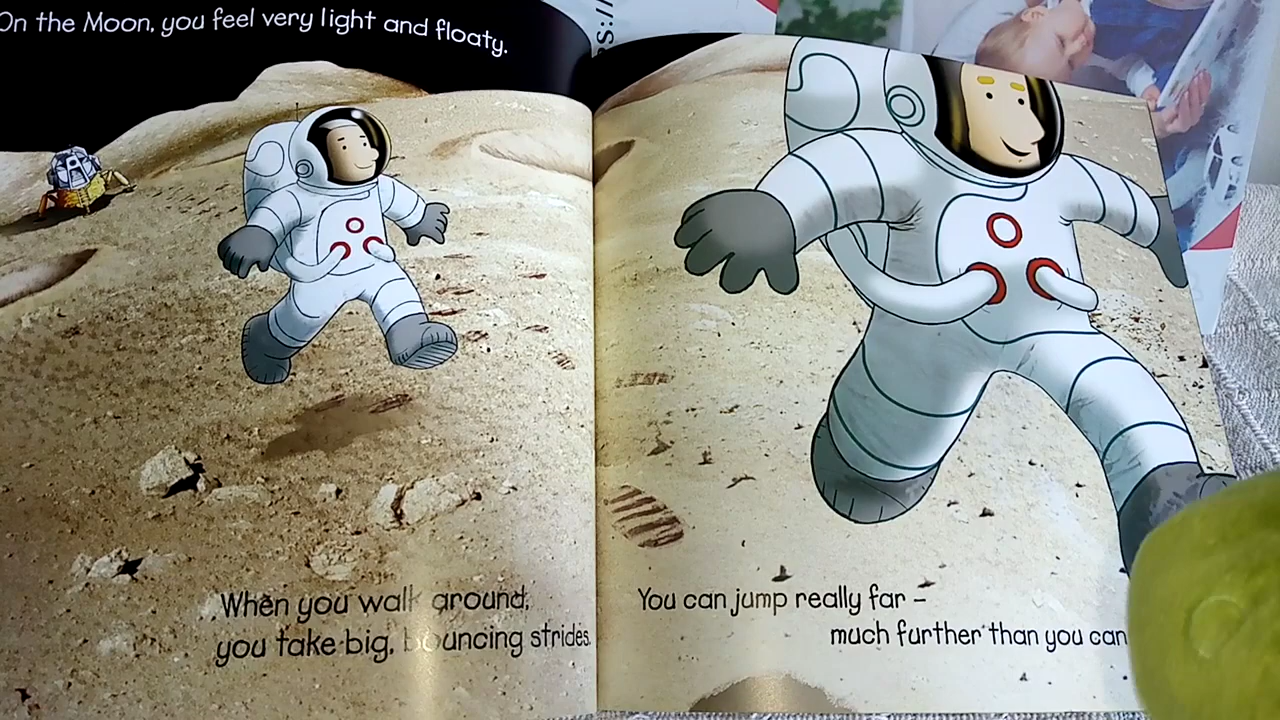 On the Moon, you feel very light and floaty.
When you walk around,
you take big, bouncing strides.
You can jump really far –
much further than you can